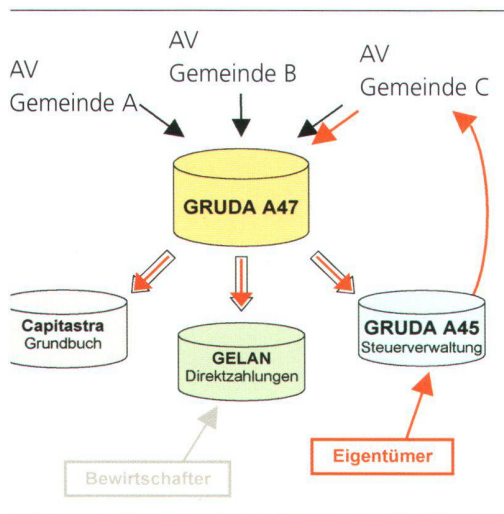 AV
Gemeinde A
AV
Gemeinde B
AV
Gemeinde C
GRUDA A47
Capitastra
Grundbuch
GELAN
Direktzahlungen
GRUDA A45
Steuerverwaltung
Bewirtschafter
Eigentümer